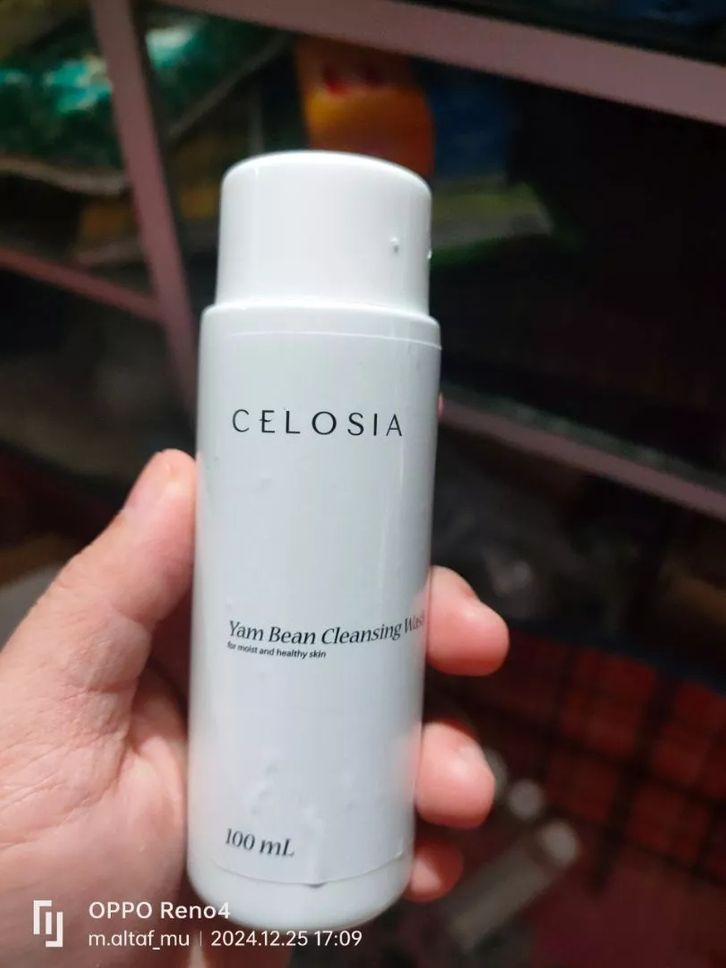 CELOSIA
Yam Bean Cleansing Wash
for moist and healthy skin
100 mL
OPPO Reno4
m.altaf_mu | 2024.12.25 17:09